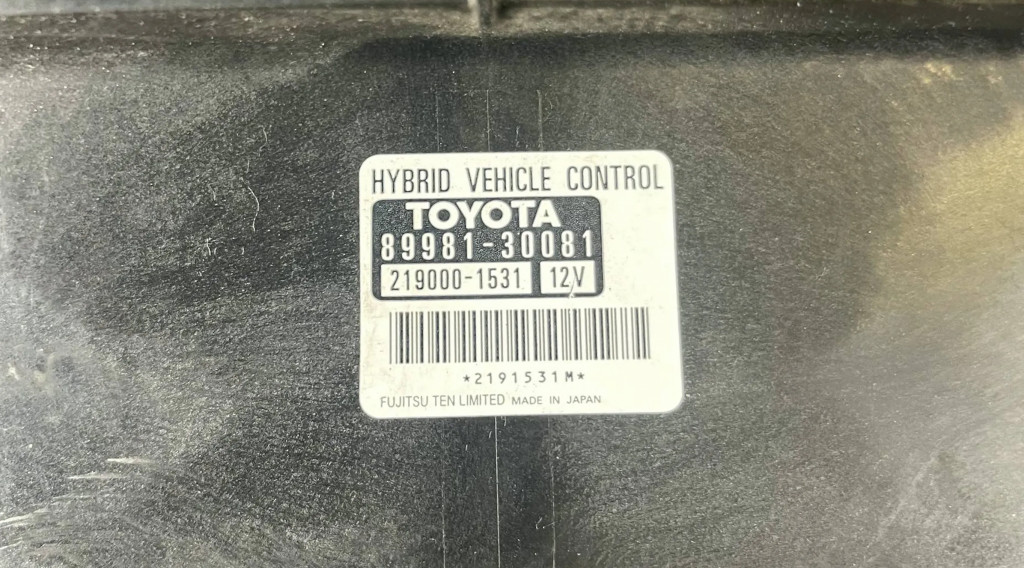 HYBRID VEHICLE CONTROL
TOYOTA
89981-30081
219000-1531 12V
*2191531M*
FUJITSU TEN LIMITED MADE IN JAPAN